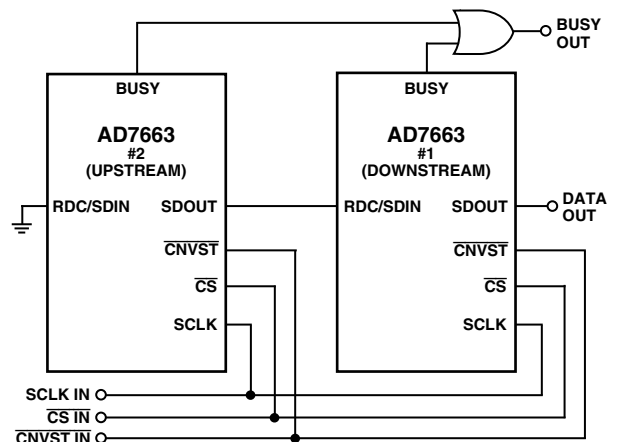 BUSY
OUT
BUSY
BUSY
AD7663
#2
(UPSTREAM)
AD7663
#1
(DOWNSTREAM)
RDC/SDIN
SDOUT
RDC/SDIN
SDOUT
DATA
OUT
CNVST
CNVST
CS
CS
SCLK
SCLK
SCLK IN
CS IN
CNVST IN